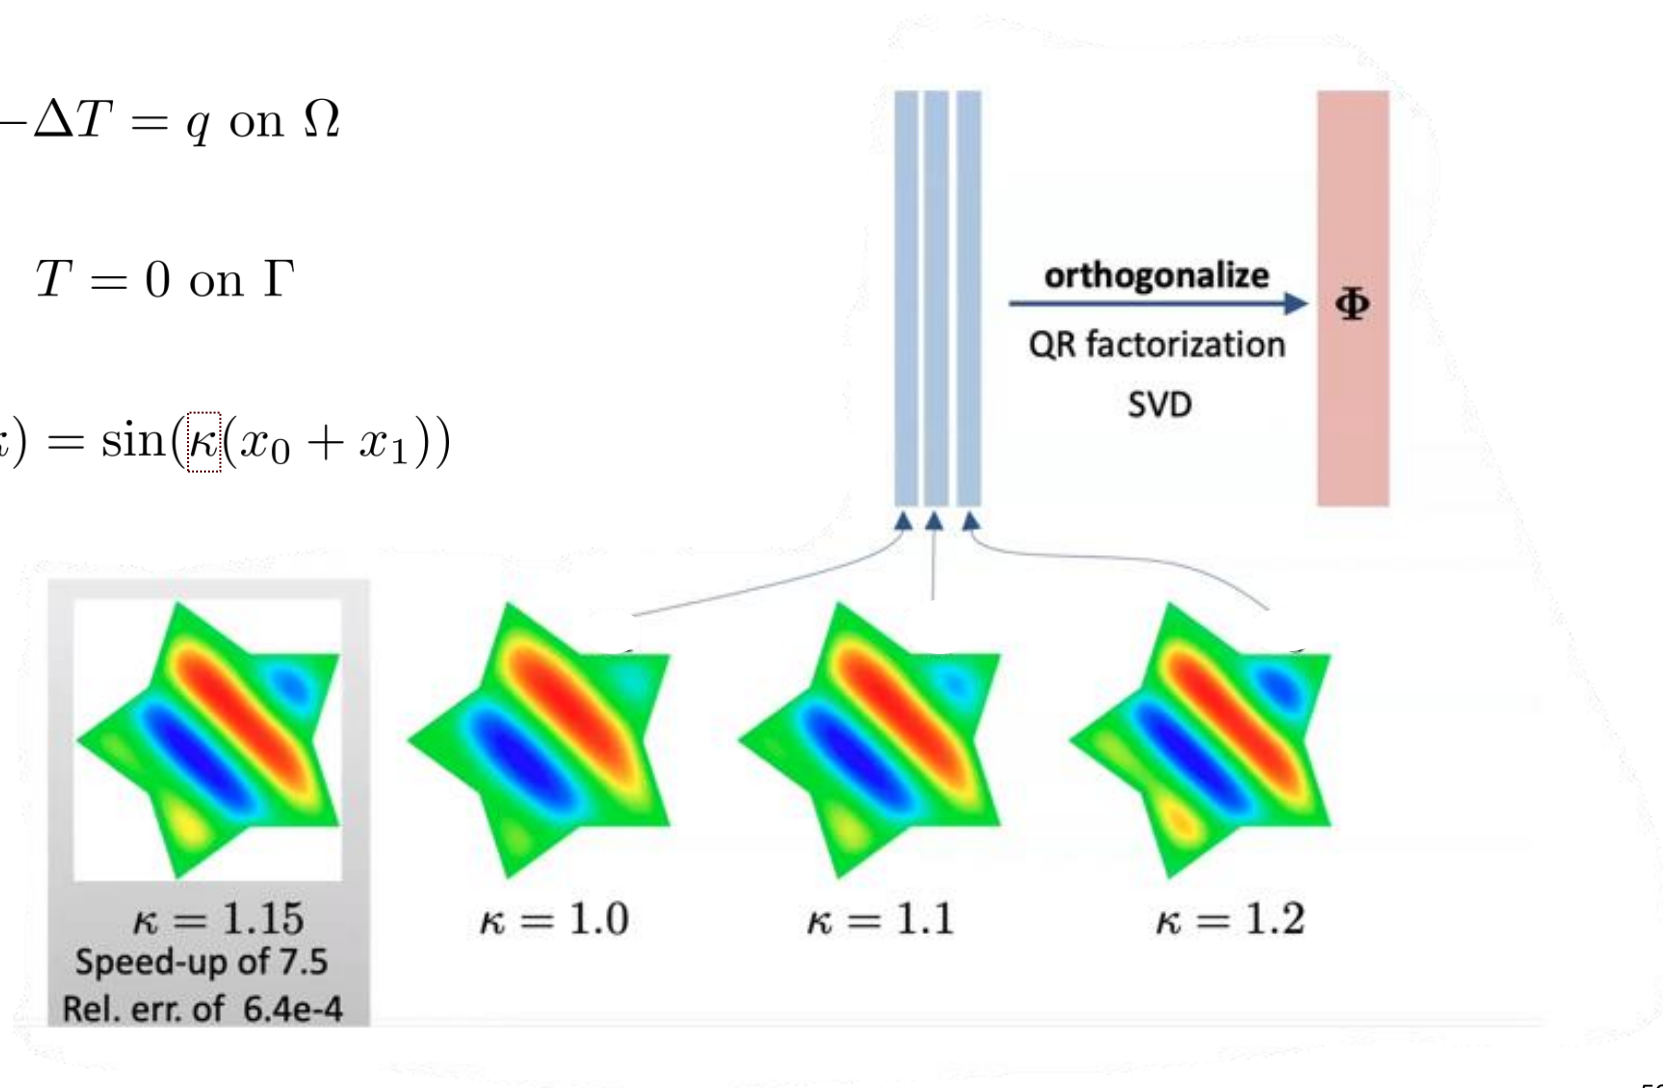 −ΔT = q on Ω
T = 0 on Γ
) = sin(κ(x₀ + x₁))
orthogonalize
QR factorization
SVD
Φ
κ = 1.15
Speed-up of 7.5
Rel. err. of 6.4e-4
κ = 1.0
κ = 1.1
κ = 1.2